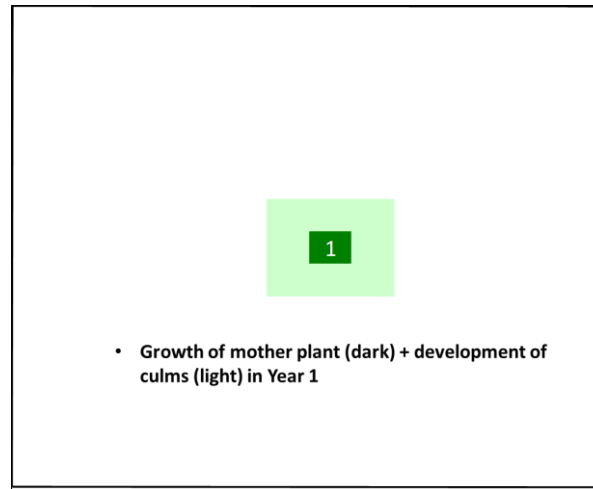 1
• Growth of mother plant (dark) + development of
culms (light) in Year 1